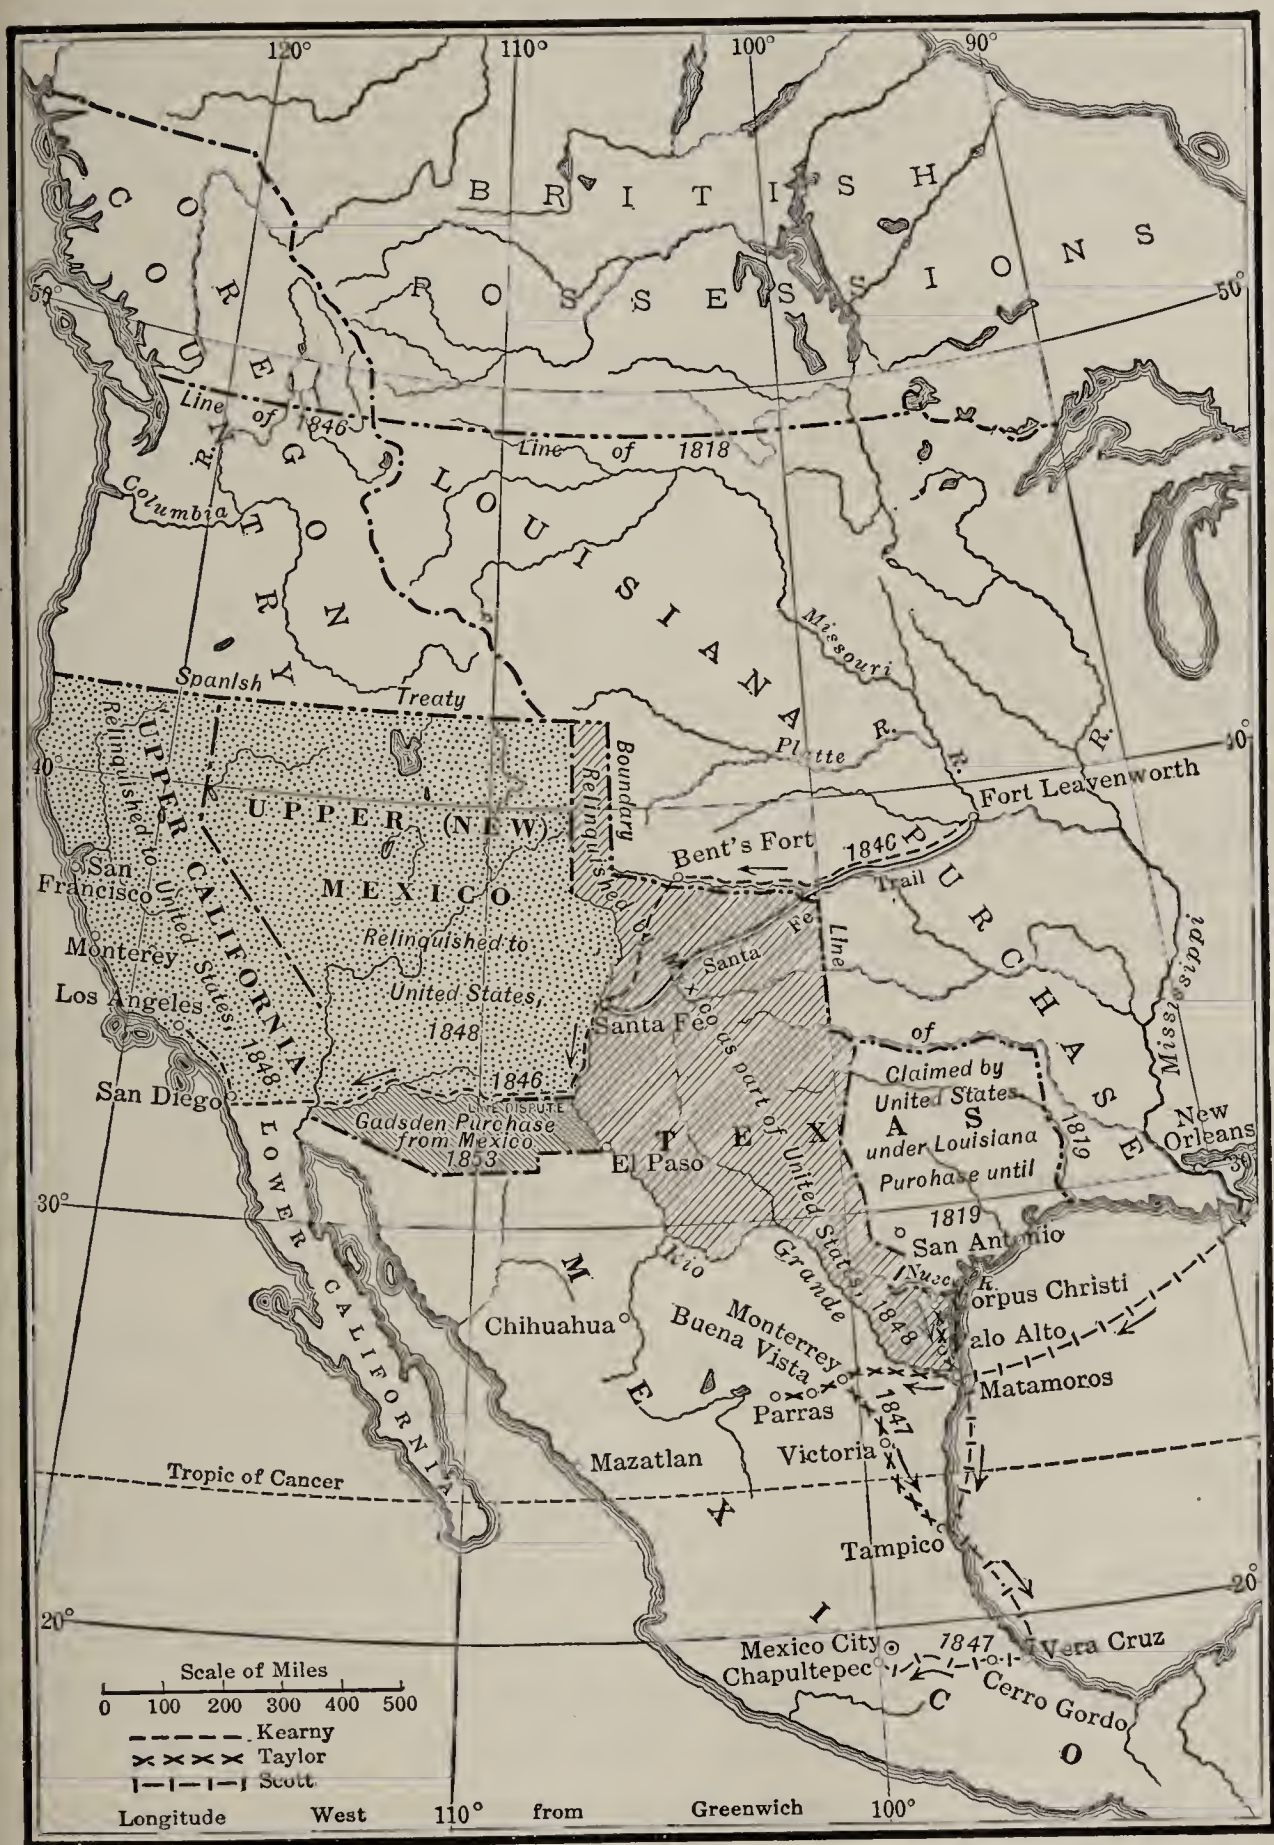 120° 110° 100° 90°
BRITISH
POSSESSIONS
OREGON
COUNTRY
50° 50°
Line of 1846
Line of 1818
R.
Columbia
LOUISIANA
PURCHASE
Missouri
R.
Platte R.
R.
Spanish Treaty
Boundary
Line
of
1819
40° 40°
Relinquished to United States, 1848
UPPER CALIFORNIA
UPPER (NEW)
MEXICO
Relinquished to
United States,
1848
Fort Leavenworth
Bent's Fort
1846
Santa Fe Trail
San
Francisco
Monterey
Los Angeles
San Diego
Santa Fe
1846
LINE DISPUTE
Gadsden Purchase
from Mexico
1853
El Paso
Relinquished by Mexico as part of United States, 1848
TEXAS
Claimed by
United States
under Louisiana
Purchase until
1819
Mississippi
New
Orleans
30° 30°
LOWER CALIFORNIA
MEXICO
Rio Grande
San Antonio
Nueces R.
Corpus Christi
Palo Alto
Matamoros
Chihuahua
Monterrey
Buena Vista
Parras
1847
Victoria
Mazatlan
Tropic of Cancer
Tampico
20° 20°
Mexico City
1847
Vera Cruz
Chapultepec
Cerro Gordo
Scale of Miles
0 100 200 300 400 500
Kearny
Taylor
Scott
Longitude West 110° from Greenwich 100°